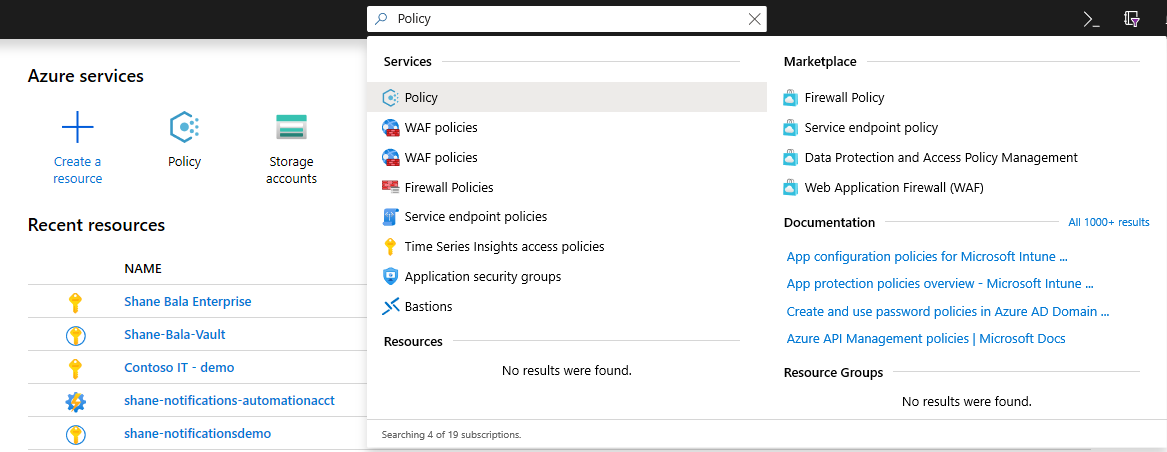 Policy
Azure services
Create a
resource
Policy
Storage
accounts
Recent resources
NAME
Shane Bala Enterprise
Shane-Bala-Vault
Contoso IT - demo
shane-notifications-automationacct
shane-notificationsdemo
Services
Policy
WAF policies
WAF policies
Firewall Policies
Service endpoint policies
Time Series Insights access policies
Application security groups
Bastions
Resources
No results were found.
Marketplace
Firewall Policy
Service endpoint policy
Data Protection and Access Policy Management
Web Application Firewall (WAF)
Documentation
All 1000+ results
App configuration policies for Microsoft Intune ...
App protection policies overview - Microsoft Intune ...
Create and use password policies in Azure AD Domain ...
Azure API Management policies | Microsoft Docs
Resource Groups
No results were found.
Searching 4 of 19 subscriptions.